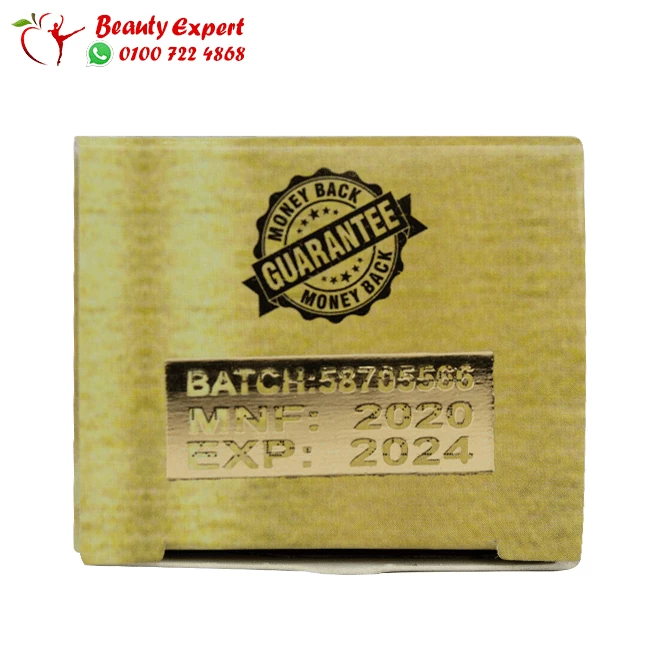 Beauty Expert
0100 722 4868
MONEY BACK
GUARANTEE
MONEY BACK
BATCH:58705566
MNF: 2020
EXP: 2024